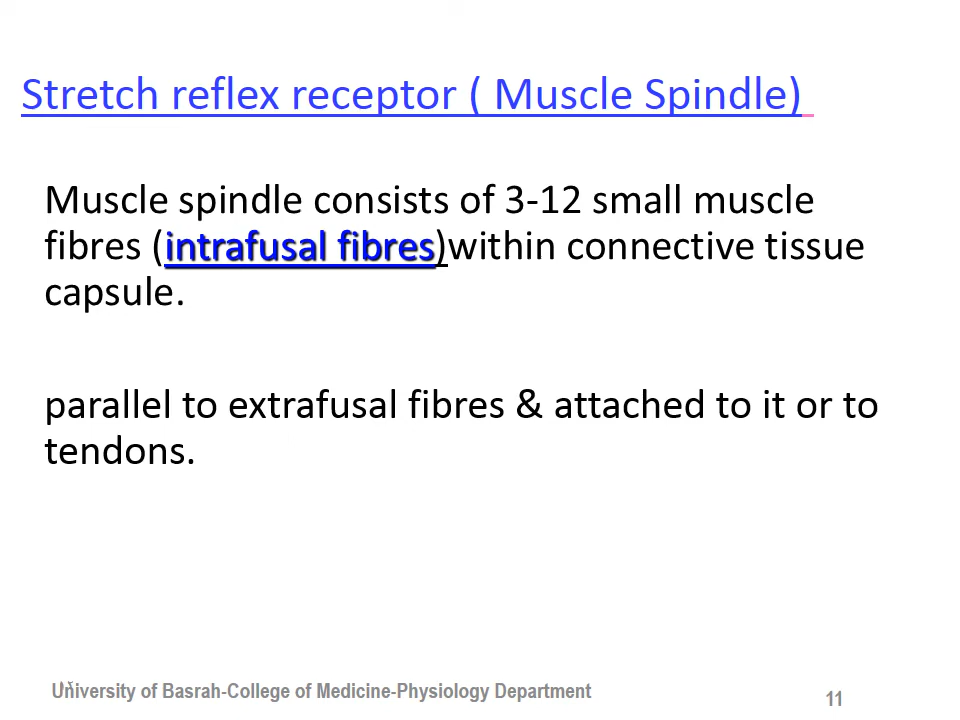 Stretch reflex receptor ( Muscle Spindle)
Muscle spindle consists of 3-12 small muscle
fibres (intrafusal fibres)within connective tissue
capsule.
parallel to extrafusal fibres & attached to it or to
tendons.
University of Basrah-College of Medicine-Physiology Department
11